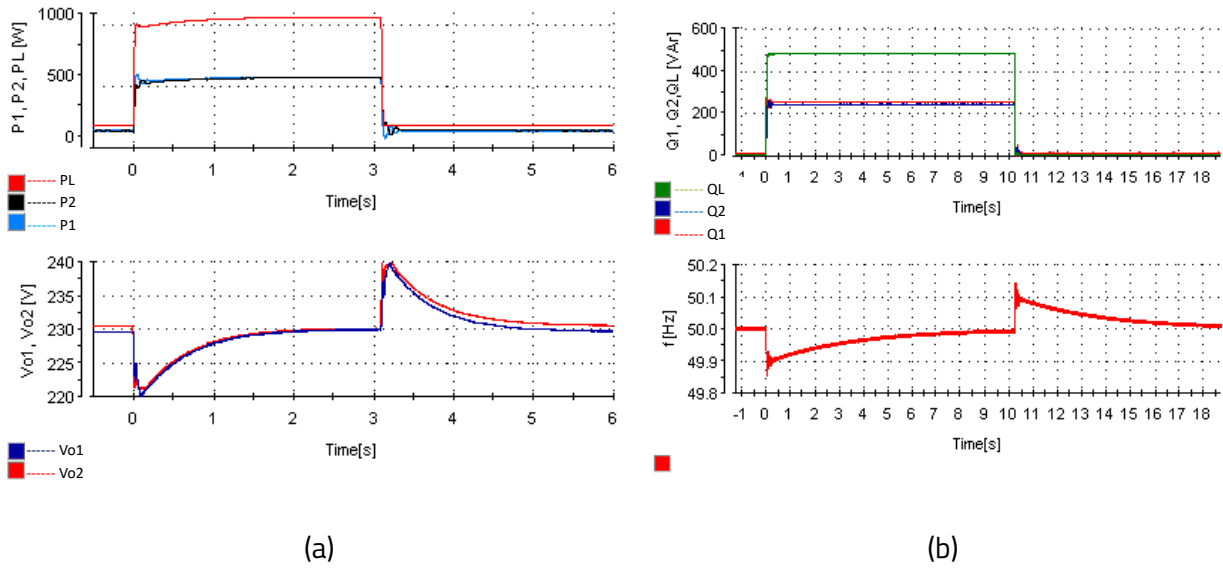 P1, P2, PL [W]
1000
500
0
0 1 2 3 4 5 6
Time[s]
PL
P2
P1
Vo1, Vo2 [V]
240
235
230
225
220
0 1 2 3 4 5 6
Time[s]
Vo1
Vo2
(a)
Q1, Q2,QL [VAr]
600
400
200
0
0 1 2 3 4 5 6 7 8 9 10 11 12 13 14 15 16 17 18
Time[s]
QL
Q2
Q1
f [Hz]
50.2
50.1
50.0
49.9
49.8
-1 0 1 2 3 4 5 6 7 8 9 10 11 12 13 14 15 16 17 18
Time[s]
(b)